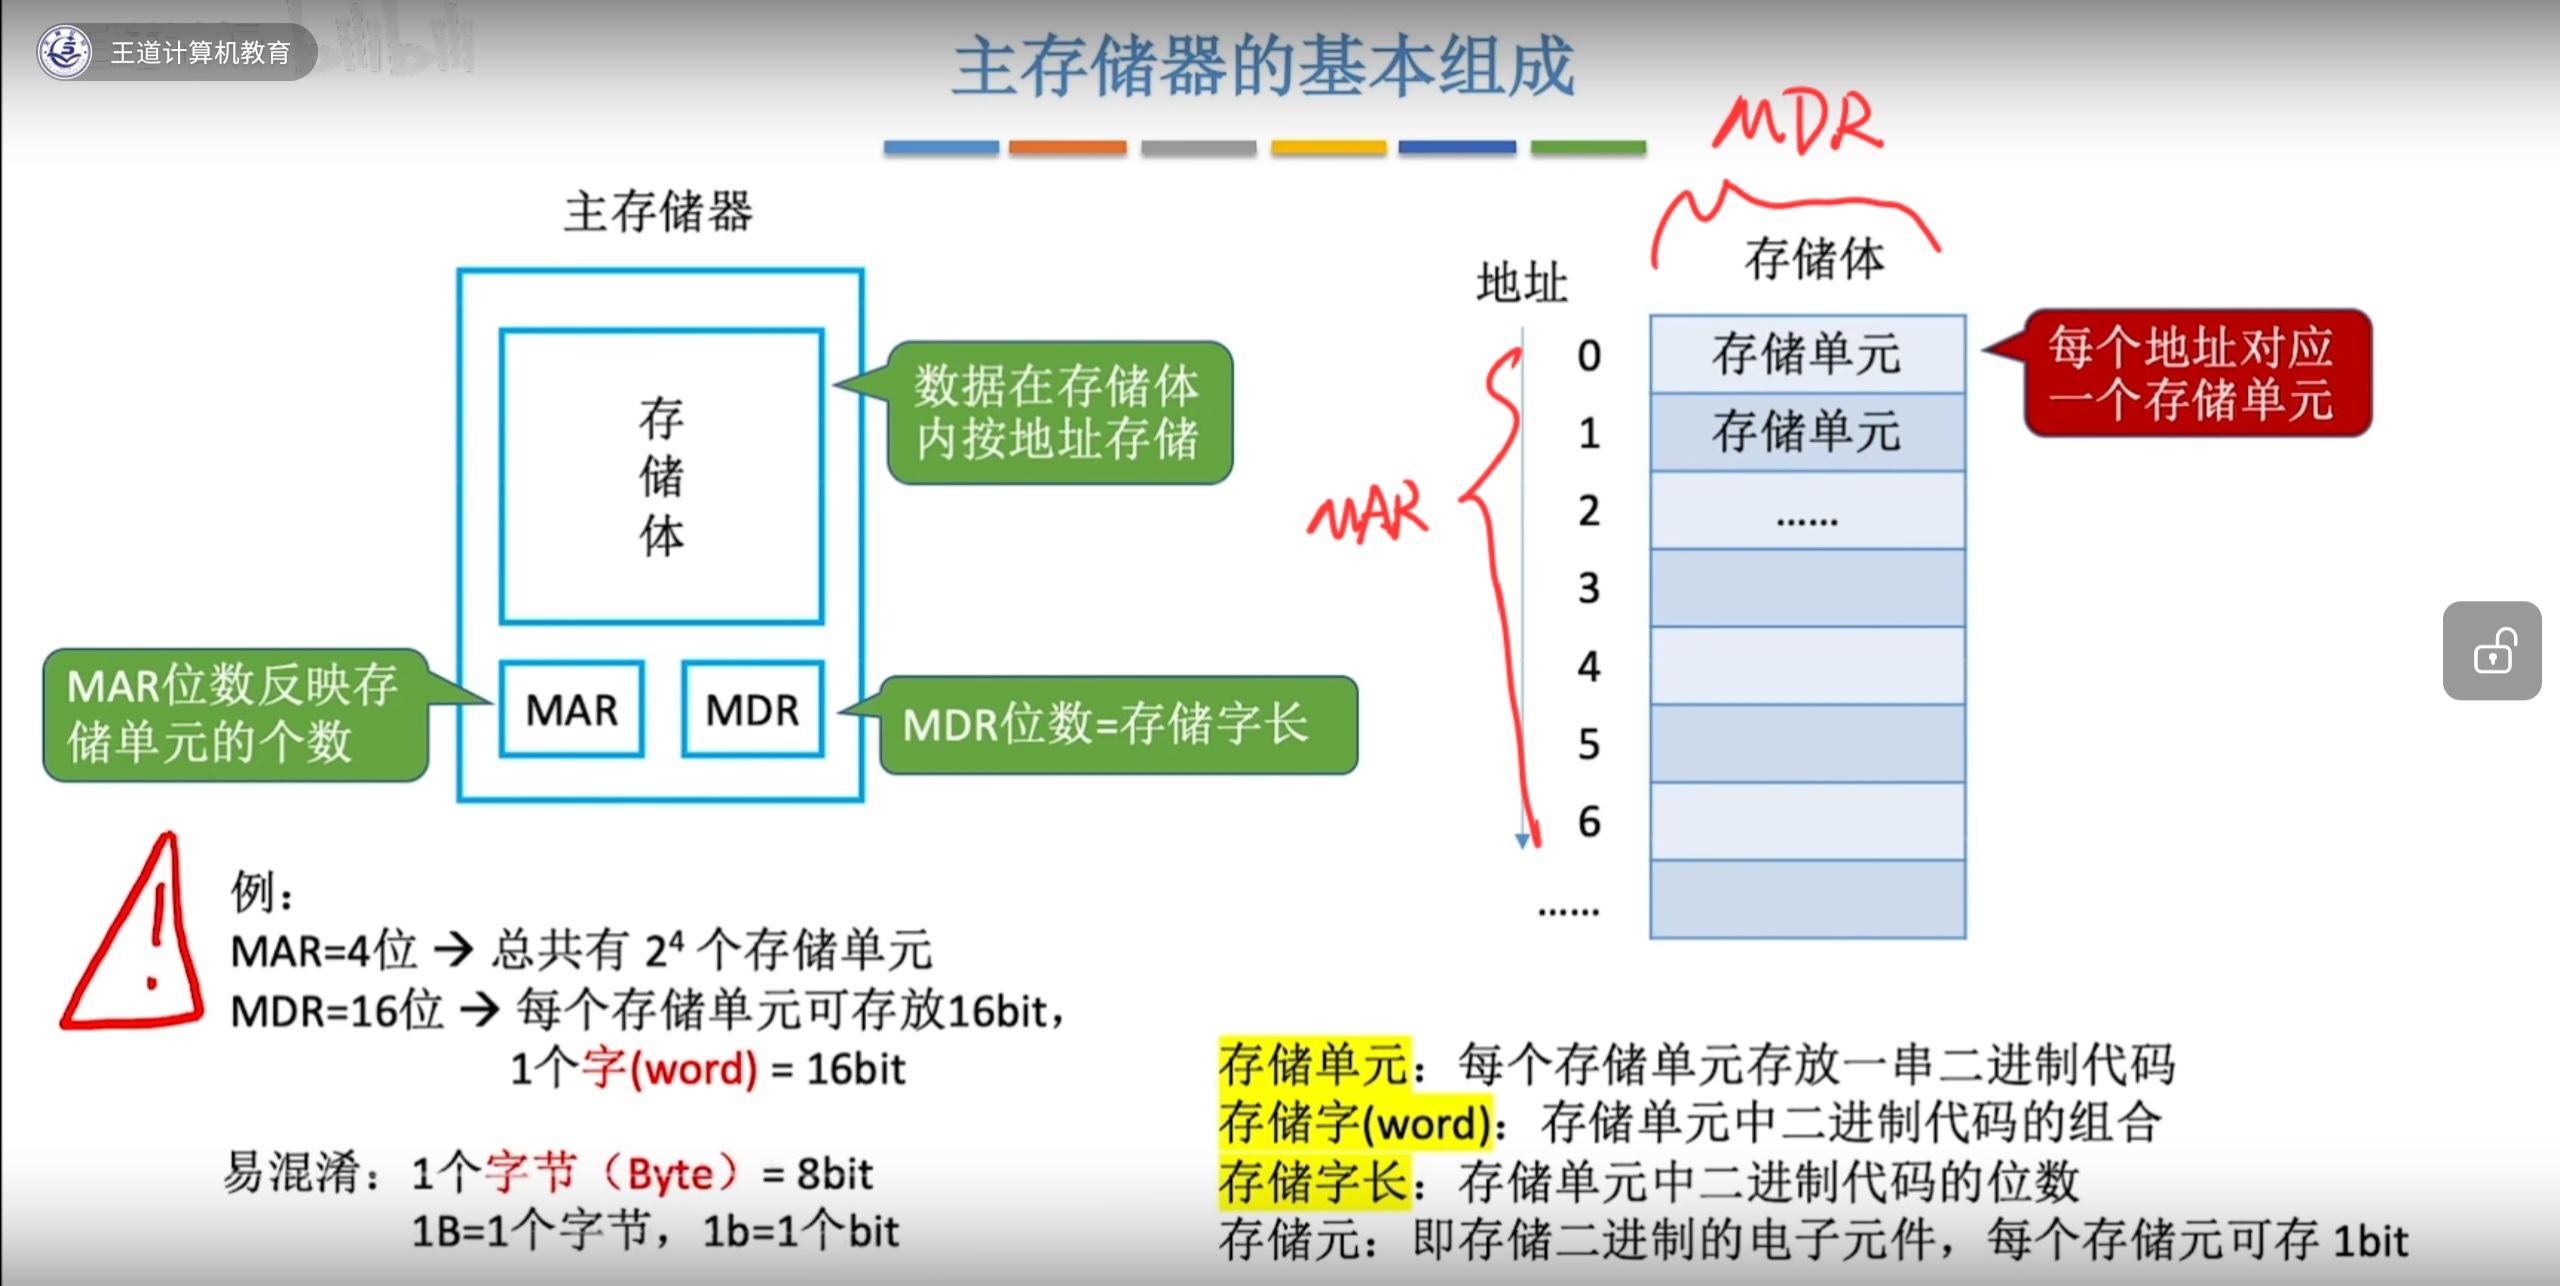 王道计算机教育
bilibili
主存储器的基本组成
MDR
主存储器
存
储
体
数据在存储体
内按地址存储
MAR位数反映存
储单元的个数
MAR
MDR
MDR位数=存储字长
地址
存储体
MAR
0
存储单元
每个地址对应
一个存储单元
1
存储单元
2
......
3
4
5
6
......
!
例：
MAR=4位 → 总共有 2⁴ 个存储单元
MDR=16位 → 每个存储单元可存放16bit，
1个字(word) = 16bit
易混淆：1个字节（Byte）= 8bit
1B=1个字节，1b=1个bit
存储单元：每个存储单元存放一串二进制代码
存储字(word)：存储单元中二进制代码的组合
存储字长：存储单元中二进制代码的位数
存储元：即存储二进制的电子元件，每个存储元可存 1bit